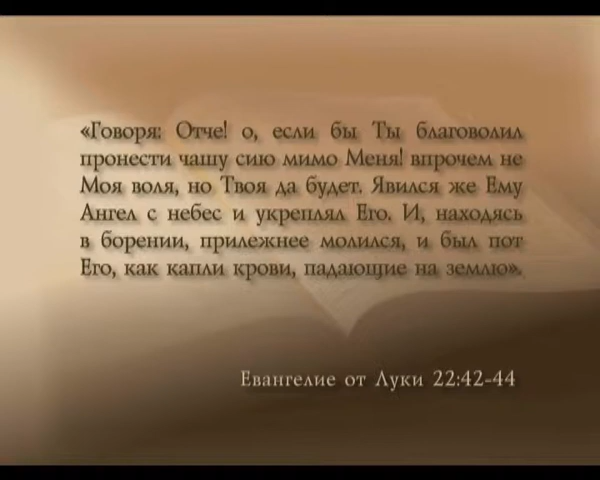 «Говоря: Отче! о, если бы Ты благоволил
пронести чашу сию мимо Меня! впрочем не
Моя воля, но Твоя да будет. Явился же Ему
Ангел с небес и укреплял Его. И, находясь
в борении, прилежнее молился, и был пот
Его, как капли крови, падающие на землю».
Евангелие от Луки 22:42-44